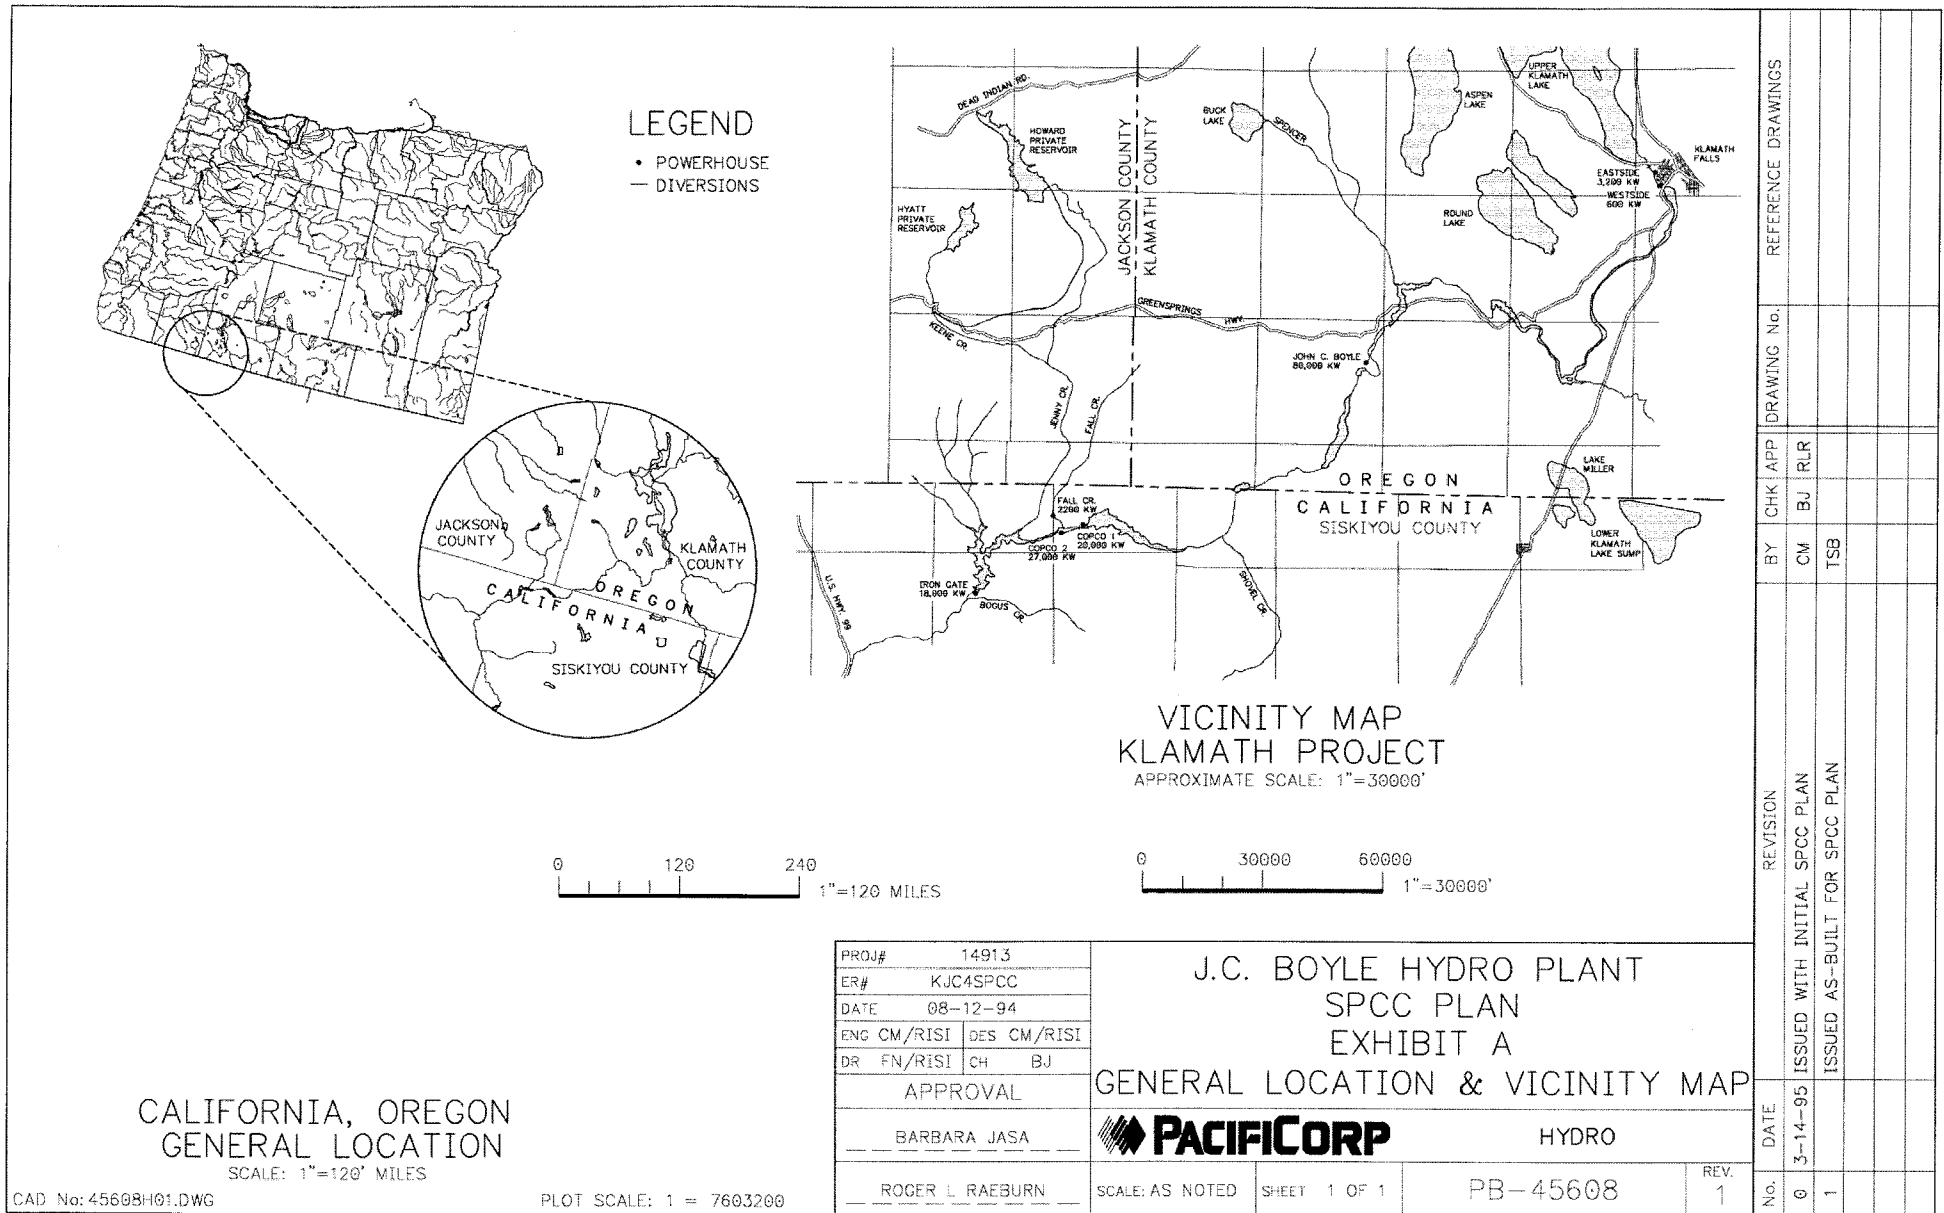 LEGEND
• POWERHOUSE
— DIVERSIONS
JACKSON
COUNTY
KLAMATH
COUNTY
OREGON
CALIFORNIA
SISKIYOU COUNTY
DEAD INDIAN RD.
HOWARD
PRIVATE
RESERVOIR
HYATT
PRIVATE
RESERVOIR
JACKSON COUNTY
KLAMATH COUNTY
BUCK
LAKE
SPENCER
ASPEN
LAKE
UPPER
KLAMATH
LAKE
KLAMATH
FALLS
EASTSIDE
3,200 KW
WESTSIDE
600 KW
ROUND
LAKE
GREENSPRINGS
HWY.
KEENE CR.
JOHN C. BOYLE
80,000 KW
JENNY CR.
FALL CR.
LAKE
MILLER
OREGON
CALIFORNIA
SISKIYOU COUNTY
LOWER
KLAMATH
LAKE SUMP
FALL CR.
2200 KW
COPCO 1
20,000 KW
COPCO 2
27,000 KW
IRON GATE
18,000 KW
BOGUS CR.
SHOVEL CR.
U.S. HWY. 99
VICINITY MAP
KLAMATH PROJECT
APPROXIMATE SCALE: 1"=30000'
0 120 240
1"=120 MILES
0 30000 60000
1"=30000'
CALIFORNIA, OREGON
GENERAL LOCATION
SCALE: 1"=120' MILES
CAD No: 45608H01.DWG
PLOT SCALE: 1 = 7603200
PROJ# 14913
ER# KJC4SPCC
DATE 08-12-94
ENG CM/RISI DES CM/RISI
DR FN/RISI CH BJ
APPROVAL
BARBARA JASA
ROGER L RAEBURN
J.C. BOYLE HYDRO PLANT
SPCC PLAN
EXHIBIT A
GENERAL LOCATION & VICINITY MAP
PACIFICORP
HYDRO
SCALE: AS NOTED
SHEET 1 OF 1
PB-45608
REV.
1
No. DATE REVISION BY CHK APP DRAWING No. REFERENCE DRAWINGS
0 3-14-95 ISSUED WITH INITIAL SPCC PLAN CM BJ RLR
1 ISSUED AS-BUILT FOR SPCC PLAN TSB